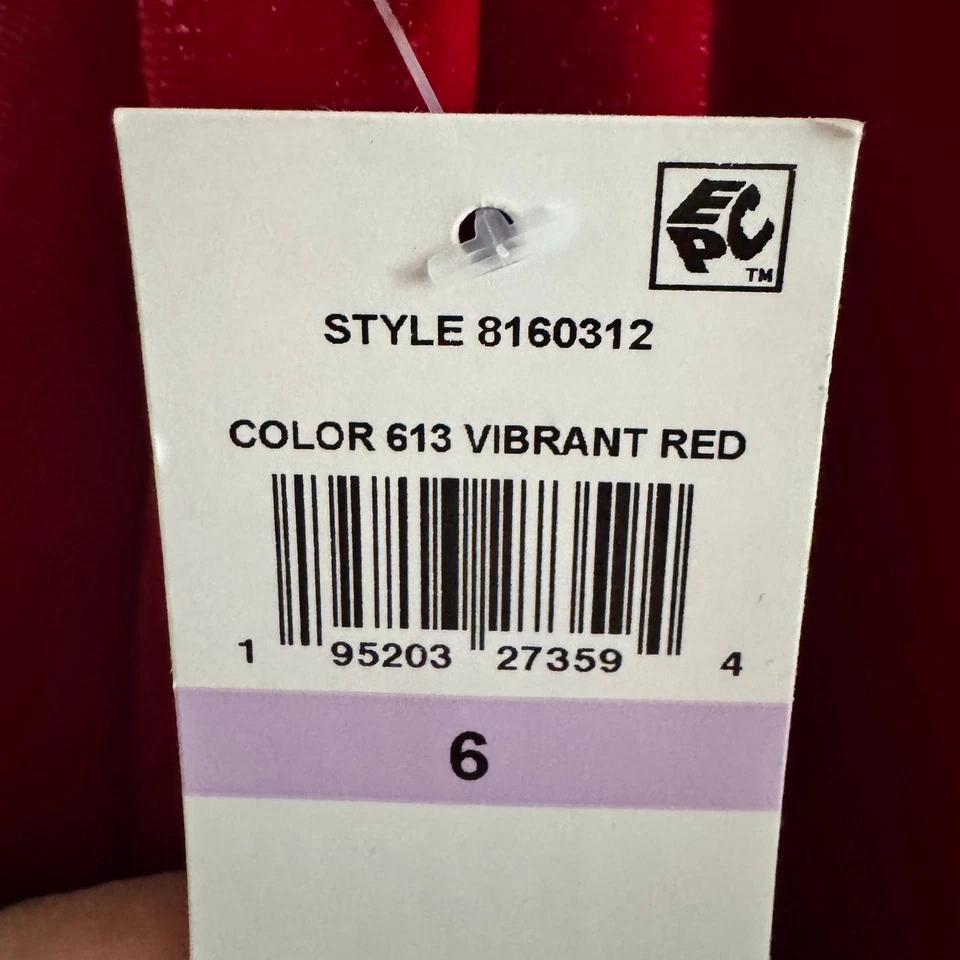 EPC
TM
STYLE 8160312
COLOR 613 VIBRANT RED
1 95203 27359 4
6